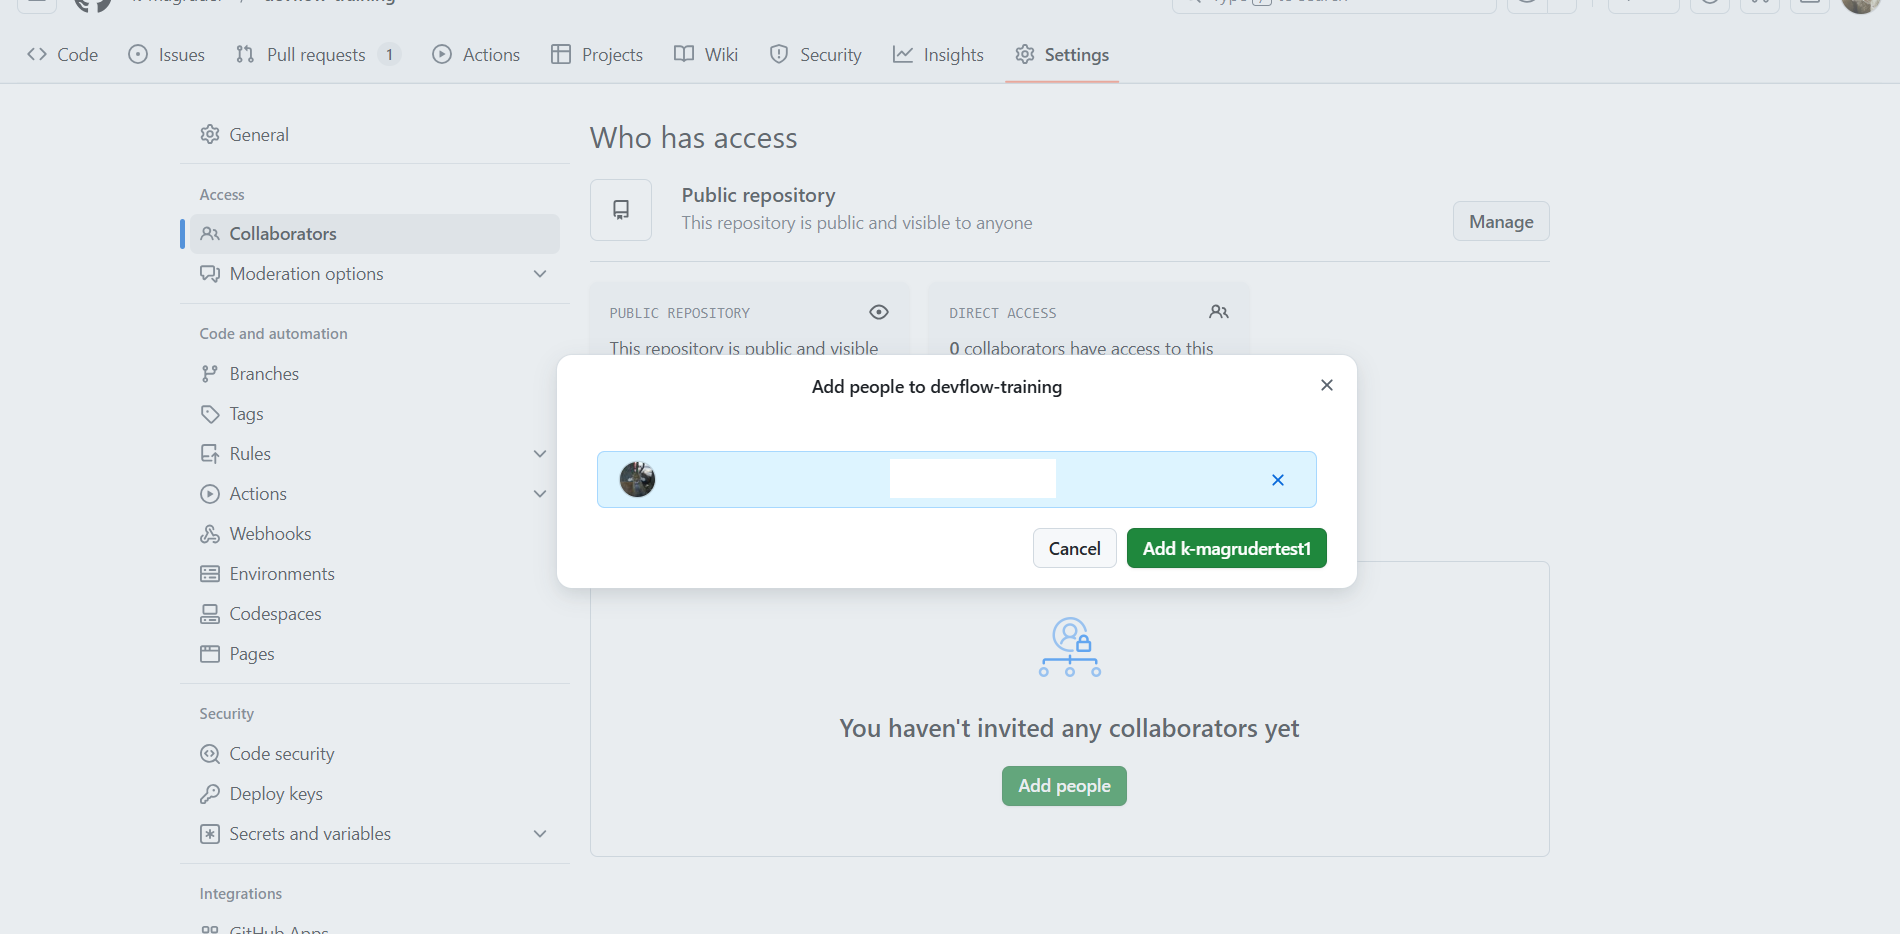 devflow-training
to search
Code
Issues
Pull requests 1
Actions
Projects
Wiki
Security
Insights
Settings
General
Access
Collaborators
Moderation options
Code and automation
Branches
Tags
Rules
Actions
Webhooks
Environments
Codespaces
Pages
Security
Code security
Deploy keys
Secrets and variables
Integrations
GitHub Apps
Who has access
Public repository
This repository is public and visible to anyone
Manage
PUBLIC REPOSITORY
This repository is public and visible
DIRECT ACCESS
0 collaborators have access to this
Add people to devflow-training
Cancel
Add k-magrudertest1
You haven't invited any collaborators yet
Add people